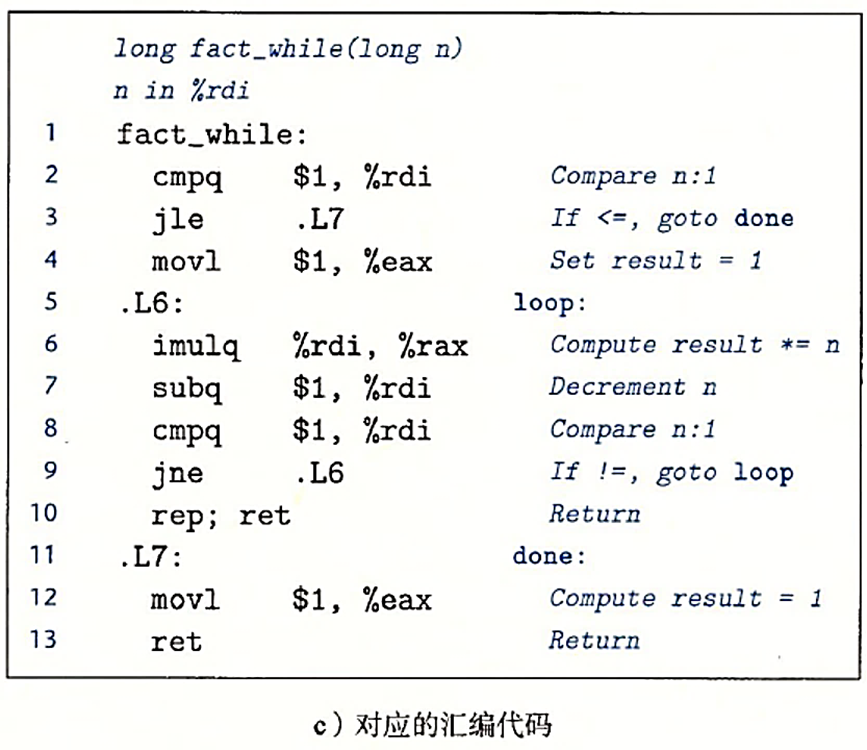 long fact_while(long n)
n in %rdi
1 fact_while:
2 cmpq $1, %rdi Compare n:1
3 jle .L7 If <=, goto done
4 movl $1, %eax Set result = 1
5 .L6: loop:
6 imulq %rdi, %rax Compute result *= n
7 subq $1, %rdi Decrement n
8 cmpq $1, %rdi Compare n:1
9 jne .L6 If !=, goto loop
10 rep; ret Return
11 .L7: done:
12 movl $1, %eax Compute result = 1
13 ret Return
c）对应的汇编代码